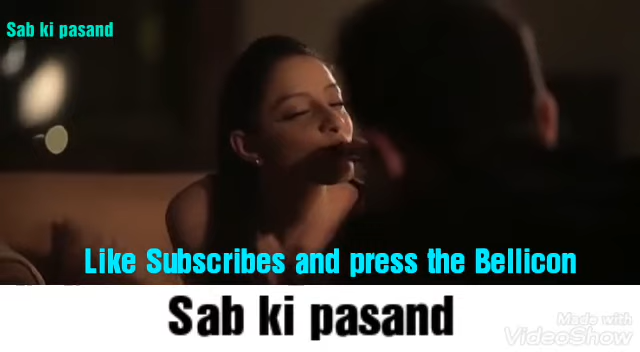 Sab ki pasand
Like Subscribes and press the Bellicon
Sab ki pasand
Made with
VideoShow